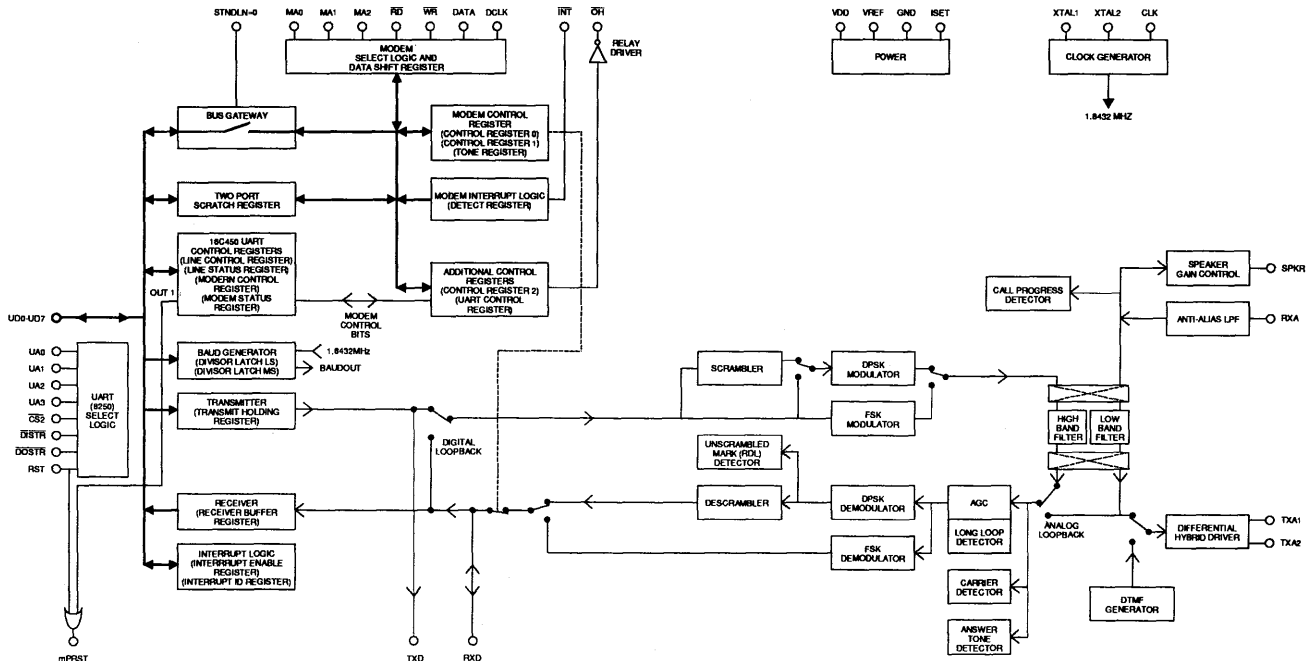 STNDLN=0
MA0 MA1 MA2 RD WR DATA DCLK
INT
OH
RELAY
DRIVER
MODEM
SELECT LOGIC AND
DATA SHIFT REGISTER
VDD VREF GND ISET
POWER
XTAL1 XTAL2 CLK
CLOCK GENERATOR
1.8432 MHZ
BUS GATEWAY
MODEM CONTROL
REGISTER
(CONTROL REGISTER 0)
(CONTROL REGISTER 1)
(TONE REGISTER)
TWO PORT
SCRATCH REGISTER
MODEM INTERRUPT LOGIC
(DETECT REGISTER)
16C450 UART
CONTROL REGISTERS
(LINE CONTROL REGISTER)
(LINE STATUS REGISTER)
(MODERN CONTROL
REGISTER)
(MODEM STATUS
REGISTER)
OUT 1
ADDITIONAL CONTROL
REGISTERS
(CONTROL REGISTER 2)
(UART CONTROL
REGISTER)
MODEM
CONTROL
BITS
UD0-UD7
UA0
UA1
UA2
UA3
CS2
DISTR
DOSTR
RST
UART
(8250)
SELECT
LOGIC
BAUD GENERATOR
(DIVISOR LATCH LS)
(DIVISOR LATCH MS)
1.8432MHz
BAUDOUT
TRANSMITTER
(TRANSMIT HOLDING
REGISTER)
DIGITAL
LOOPBACK
RECEIVER
(RECEIVER BUFFER
REGISTER)
INTERRUPT LOGIC
(INTERRRUPT ENABLE
REGISTER)
(INTERRUPT ID REGISTER)
mPRST
TXD
RXD
SCRAMBLER
DPSK
MODULATOR
FSK
MODULATOR
UNSCRAMBLED
MARK (RDL)
DETECTOR
DESCRAMBLER
DPSK
DEMODULATOR
FSK
DEMODULATOR
AGC
LONG LOOP
DETECTOR
CARRIER
DETECTOR
ANSWER
TONE
DETECTOR
ANALOG
LOOPBACK
CALL PROGRESS
DETECTOR
SPEAKER
GAIN CONTROL
SPKR
ANTI-ALIAS LPF
RXA
HIGH
BAND
FILTER
LOW
BAND
FILTER
DIFFERENTIAL
HYBRID DRIVER
TXA1
TXA2
DTMF
GENERATOR